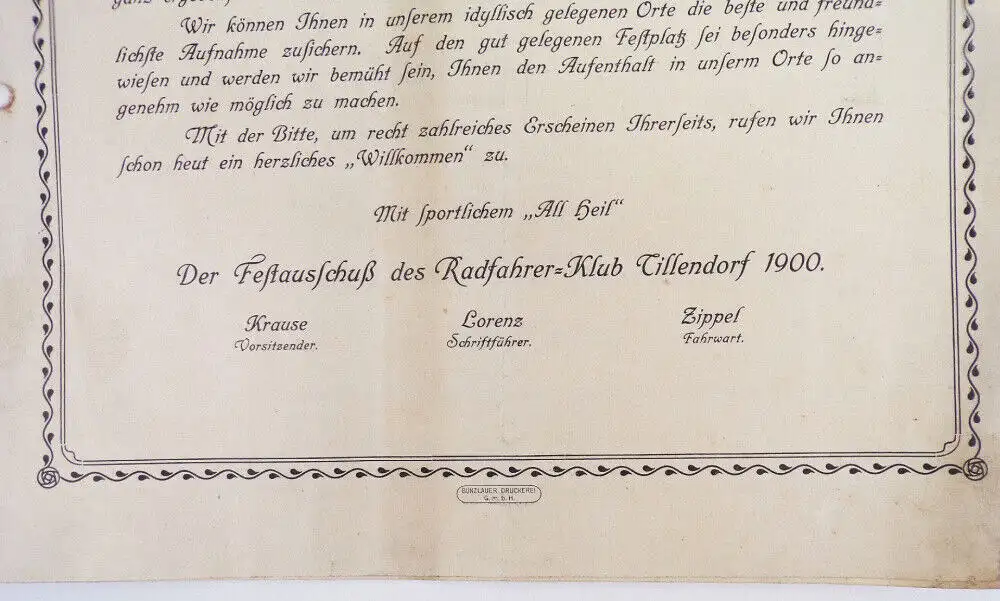 Wir können Ihnen in unſerem idylliſch gelegenen Orte die beſte und freund=
lichſte Aufnahme zuſichern. Auf den gut gelegenen Feſtplatz ſei beſonders hinge=
wieſen und werden wir bemüht ſein, Ihnen den Aufenthalt in unſerm Orte ſo an=
genehm wie möglich zu machen.
Mit der Bitte, um recht zahlreiches Erscheinen Ihrerſeits, rufen wir Ihnen
ſchon heut ein herzliches „Willkommen“ zu.
Mit ſportlichem „All Heil“
Der Feſtausſchuß des Radfahrer=Klub Tillendorf 1900.
Krause Lorenz Zippel
Vorsitzender. Schriftführer. Fahrwart.
BUNZLAUER DRUCKEREI
G. m. b. H.